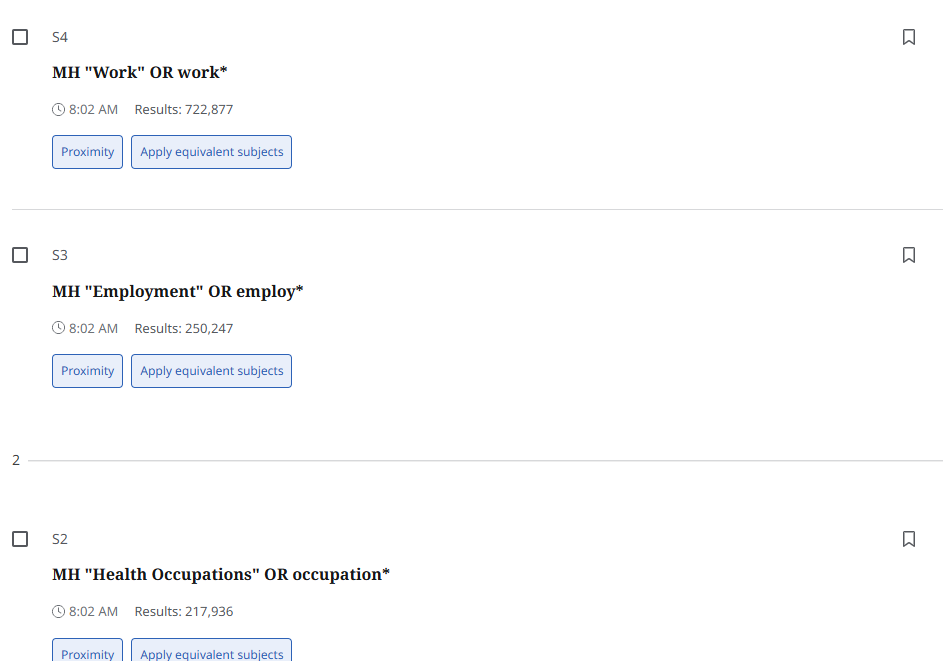 S4
MH "Work" OR work*
8:02 AM Results: 722,877
Proximity Apply equivalent subjects
S3
MH "Employment" OR employ*
8:02 AM Results: 250,247
Proximity Apply equivalent subjects
2
S2
MH "Health Occupations" OR occupation*
8:02 AM Results: 217,936
Proximity Apply equivalent subjects